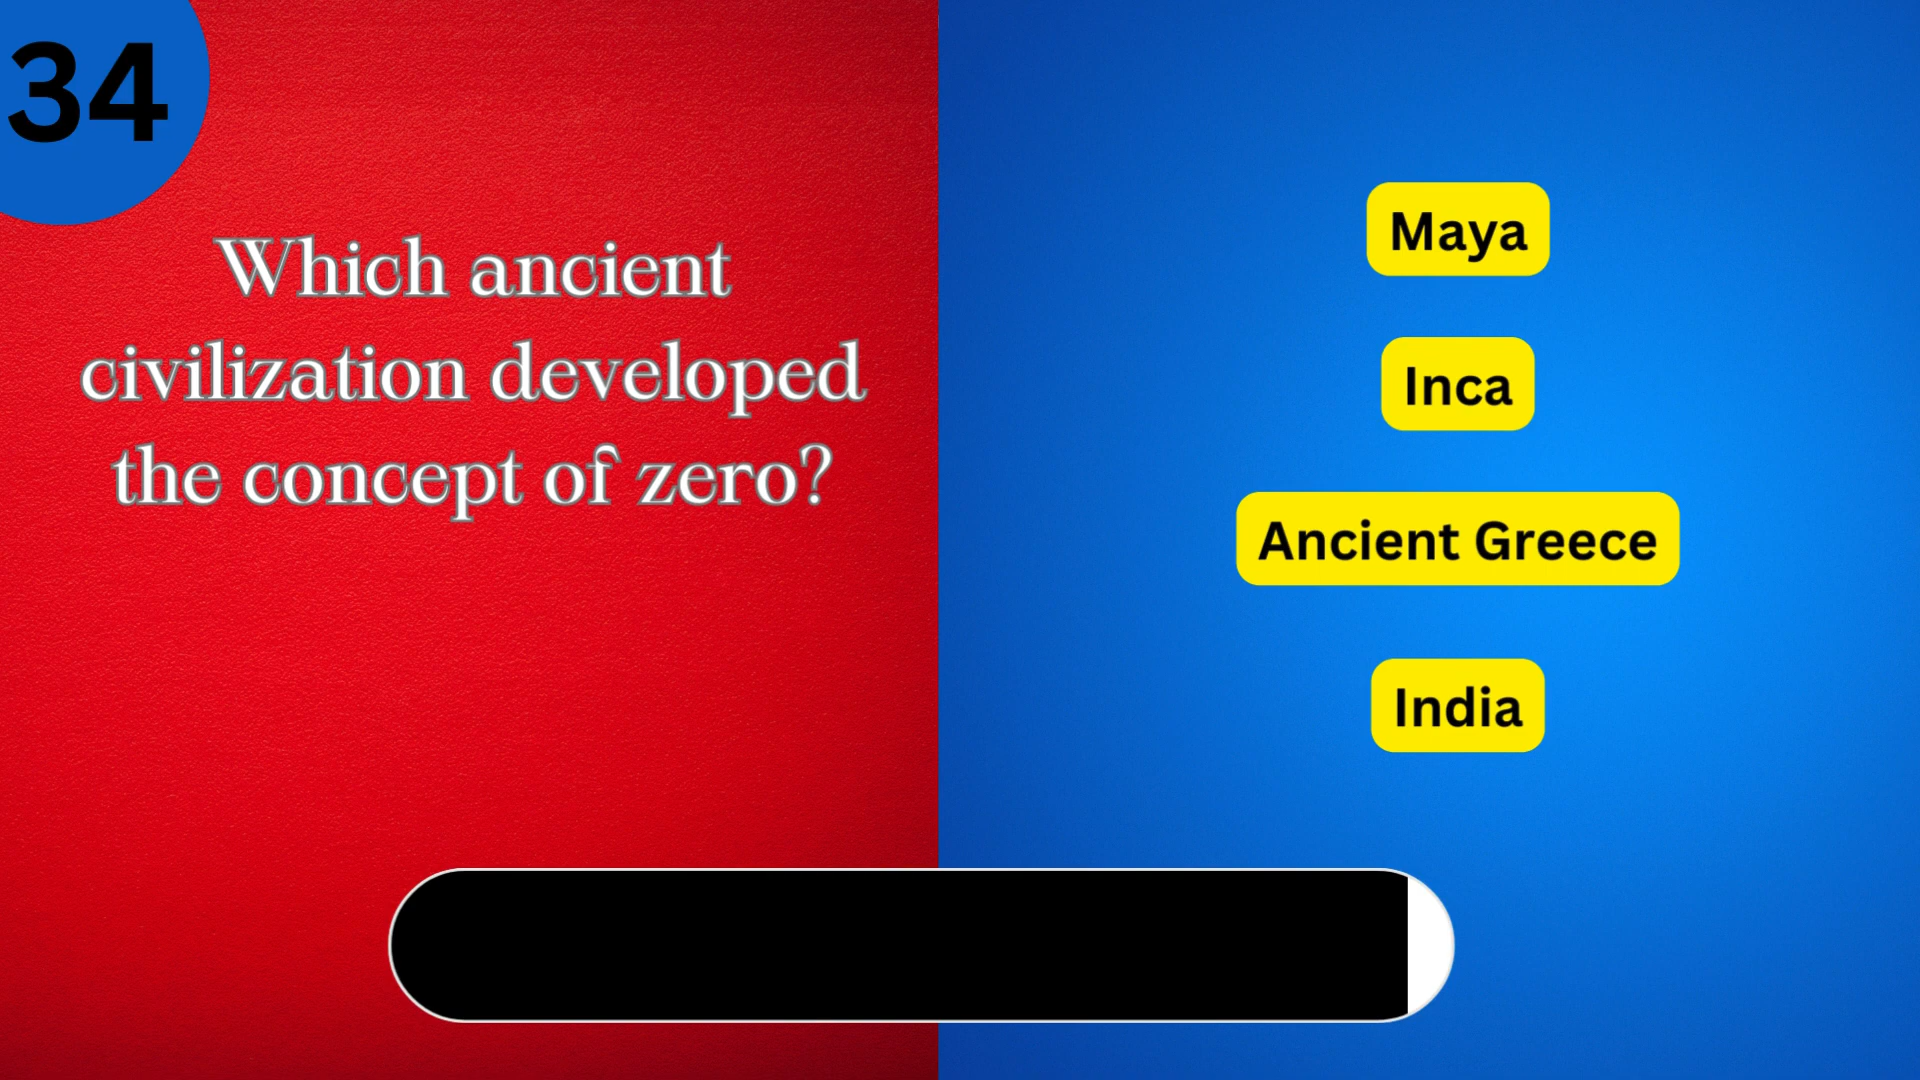 34
Which ancient
civilization developed
the concept of zero?
Maya
Inca
Ancient Greece
India